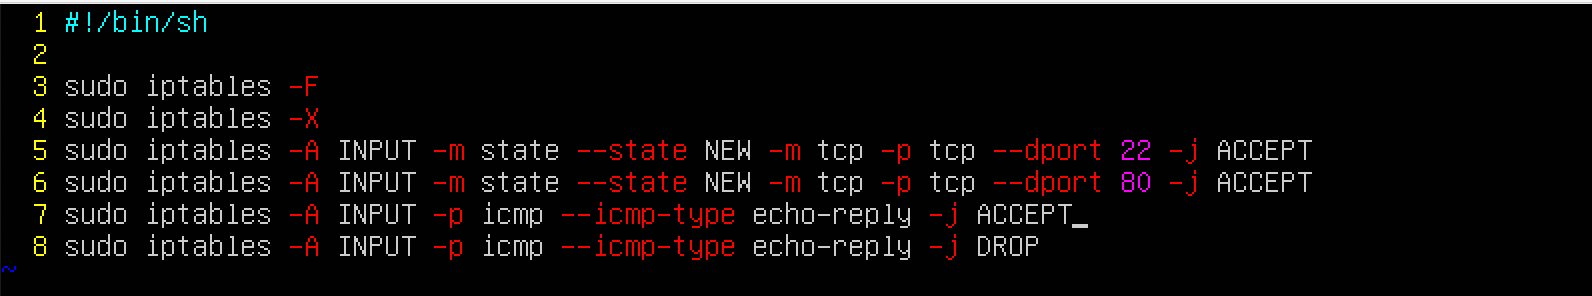 1 #!/bin/sh
2
3 sudo iptables -F
4 sudo iptables -X
5 sudo iptables -A INPUT -m state --state NEW -m tcp -p tcp --dport 22 -j ACCEPT
6 sudo iptables -A INPUT -m state --state NEW -m tcp -p tcp --dport 80 -j ACCEPT
7 sudo iptables -A INPUT -p icmp --icmp-type echo-reply -j ACCEPT
8 sudo iptables -A INPUT -p icmp --icmp-type echo-reply -j DROP
~